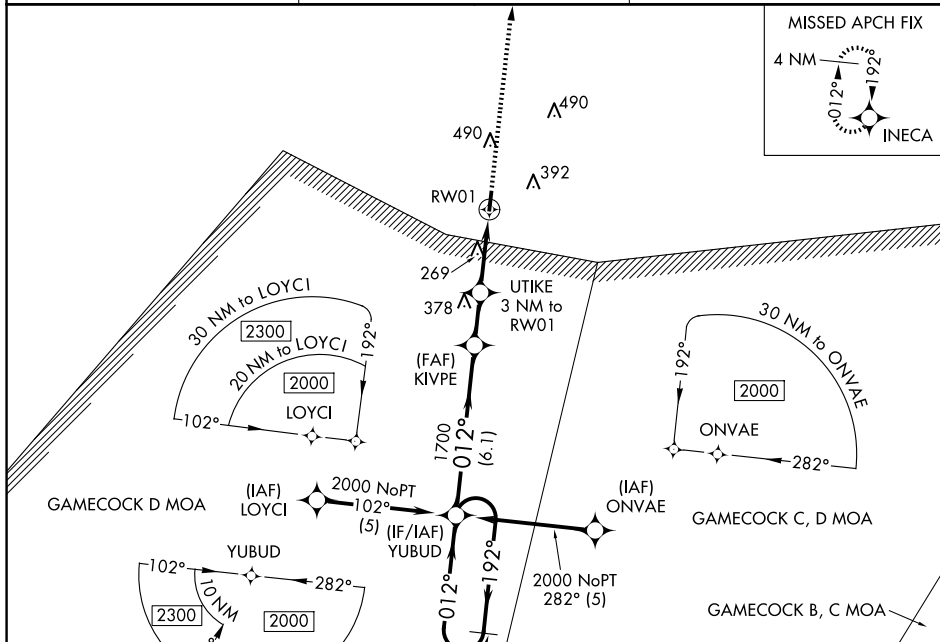 MISSED APCH FIX
4 NM
192°
012°
INECA
490
490
392
RW01
269
UTIKE
3 NM to
RW01
378
30 NM to LOYCI
2300
20 NM to LOYCI
2000
192°
LOYCI
102°
(FAF)
KIVPE
1700
012°
(6.1)
30 NM to ONVAE
192°
2000
ONVAE
282°
GAMECOCK D MOA
(IAF)
LOYCI
2000 NoPT
102°
(5)
(IF/IAF)
YUBUD
(IAF)
ONVAE
GAMECOCK C, D MOA
2000 NoPT
282° (5)
YUBUD
102°
282°
10 NM
2300
2000
012°
192°
GAMECOCK B, C MOA